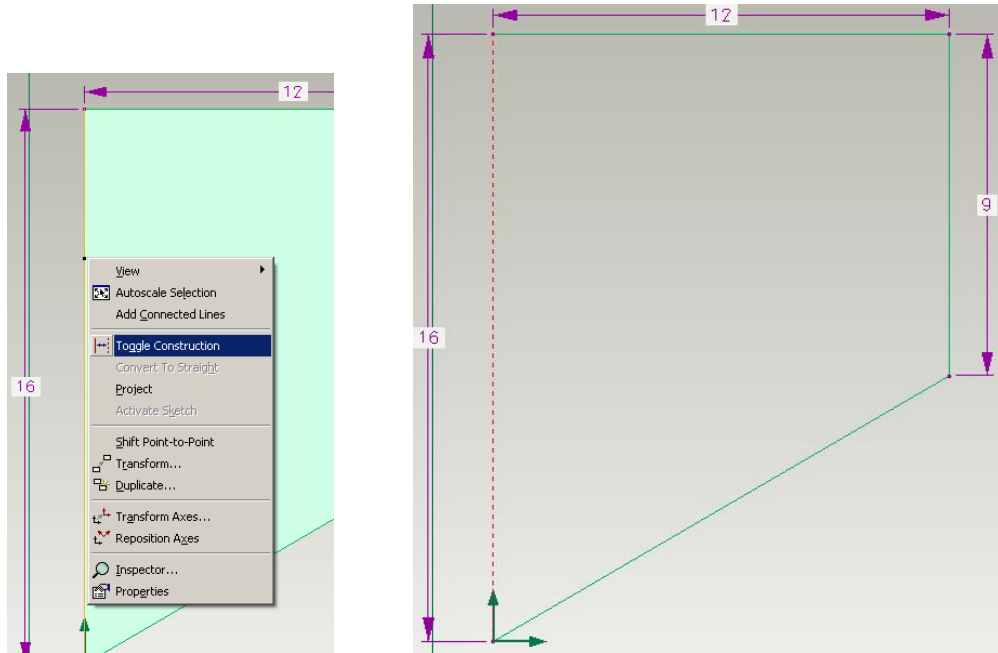 12
16
View
Autoscale Selection
Add Connected Lines
Toggle Construction
Convert To Straight
Project
Activate Sketch
Shift Point-to-Point
Transform...
Duplicate...
Transform Axes...
Reposition Axes
Inspector...
Properties
12
9
16